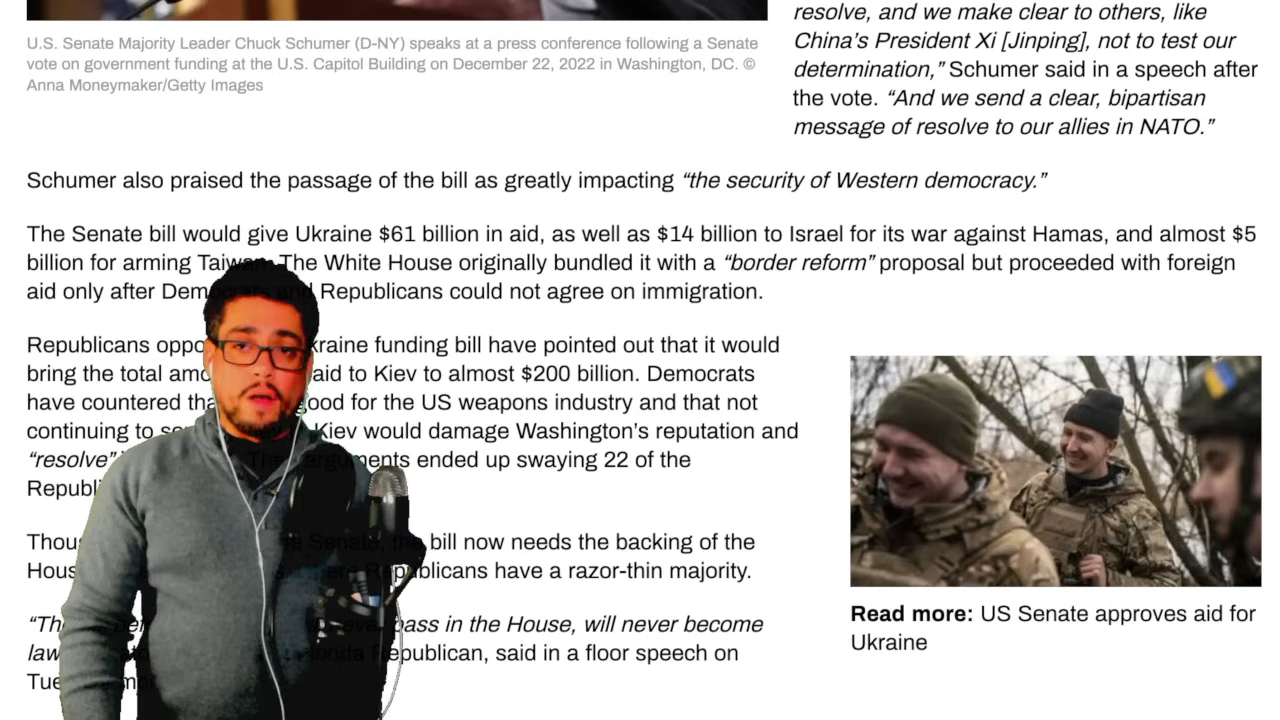 resolve, and we make clear to others, like
China’s President Xi [Jinping], not to test our
determination,” Schumer said in a speech after
the vote. “And we send a clear, bipartisan
message of resolve to our allies in NATO.”
U.S. Senate Majority Leader Chuck Schumer (D-NY) speaks at a press conference following a Senate
vote on government funding at the U.S. Capitol Building on December 22, 2022 in Washington, DC. ©
Anna Moneymaker/Getty Images
Schumer also praised the passage of the bill as greatly impacting “the security of Western democracy.”
The Senate bill would give Ukraine $61 billion in aid, as well as $14 billion to Israel for its war against Hamas, and almost $5
billion for arming Taiwan. The White House originally bundled it with a “border reform” proposal but proceeded with foreign
aid only after Democrats and Republicans could not agree on immigration.
Republicans kraine funding bill have pointed out that it would
bring the total aid to Kiev to almost $200 billion. Democrats
have countered good for the US weapons industry and that not
continuing to Kiev would damage Washington’s reputation and
“resolve” The arguments ended up swaying 22 of the
the Senate, the bill now needs the backing of the
Republicans have a razor-thin majority.
pass in the House, will never become
law Republican, said in a floor speech on
Read more: US Senate approves aid for
Ukraine